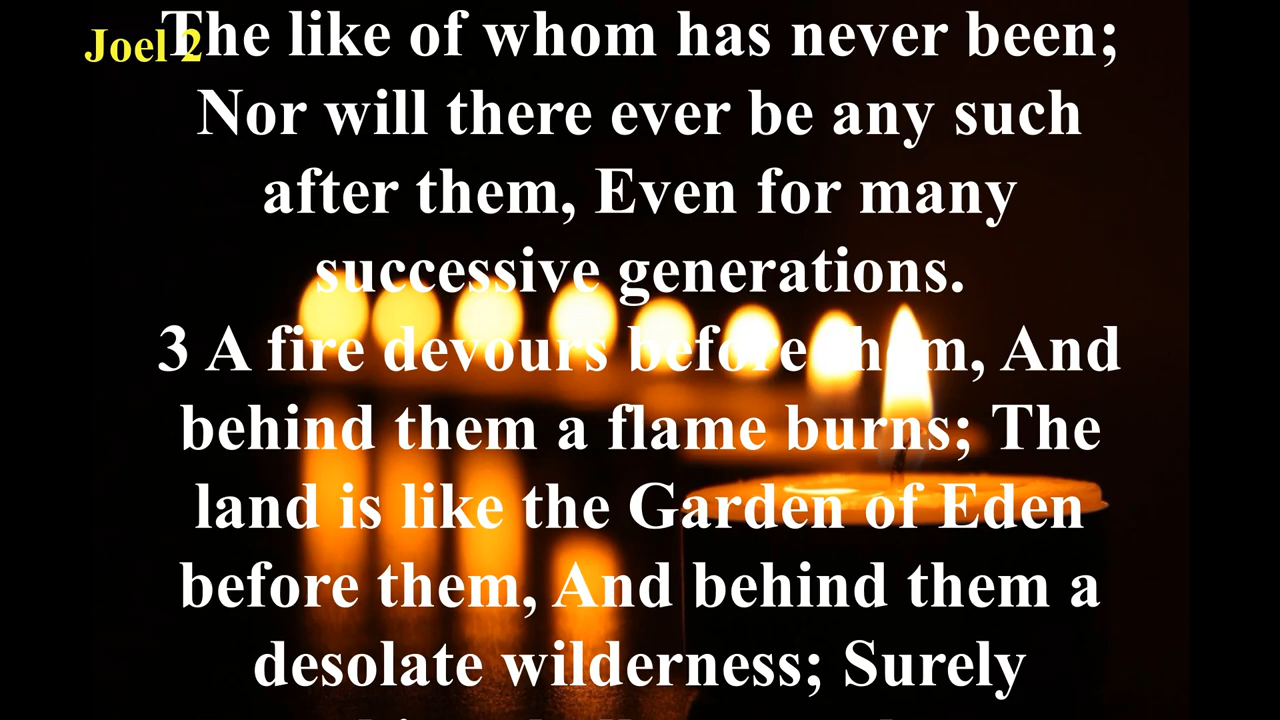 Joel 2
The like of whom has never been;
Nor will there ever be any such
after them, Even for many
successive generations.
3 A fire devours before them, And
behind them a flame burns; The
land is like the Garden of Eden
before them, And behind them a
desolate wilderness; Surely